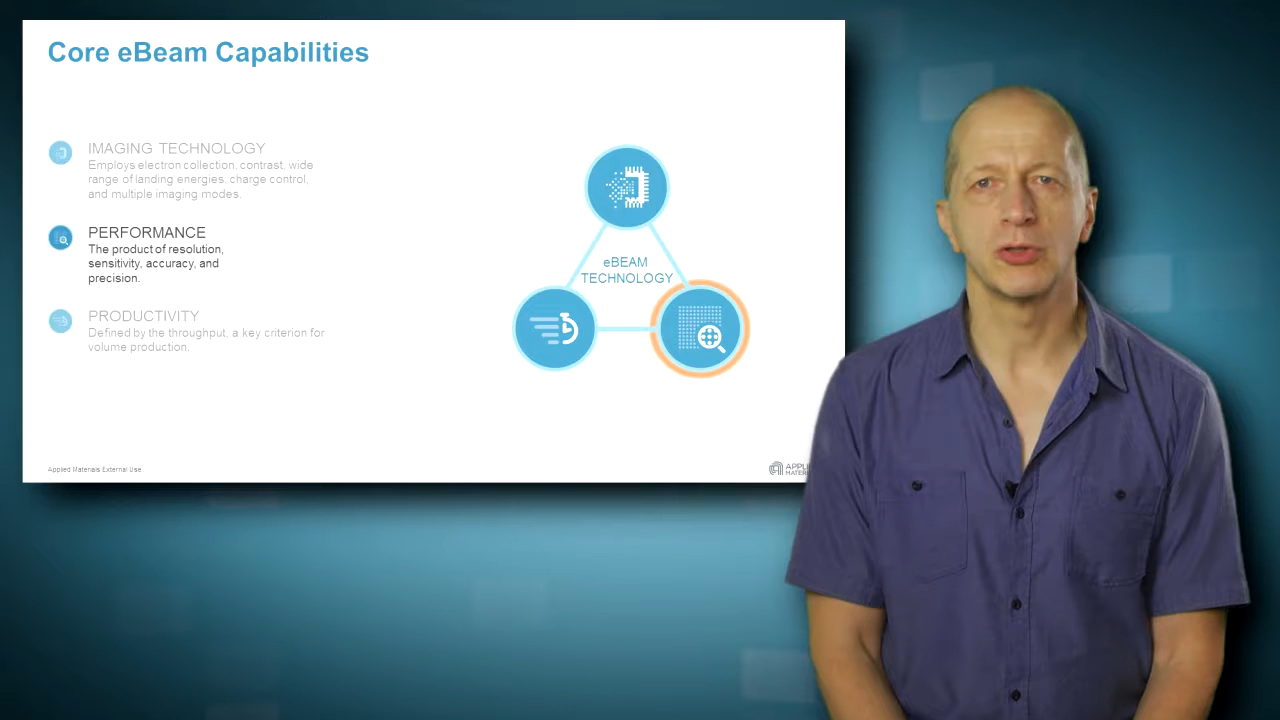 Core eBeam Capabilities
IMAGING TECHNOLOGY
Employs electron collection, contrast, wide
range of landing energies, charge control,
and multiple imaging modes.
PERFORMANCE
The product of resolution,
sensitivity, accuracy, and
precision.
PRODUCTIVITY
Defined by the throughput, a key criterion for
volume production.
eBEAM
TECHNOLOGY
Applied Materials External Use